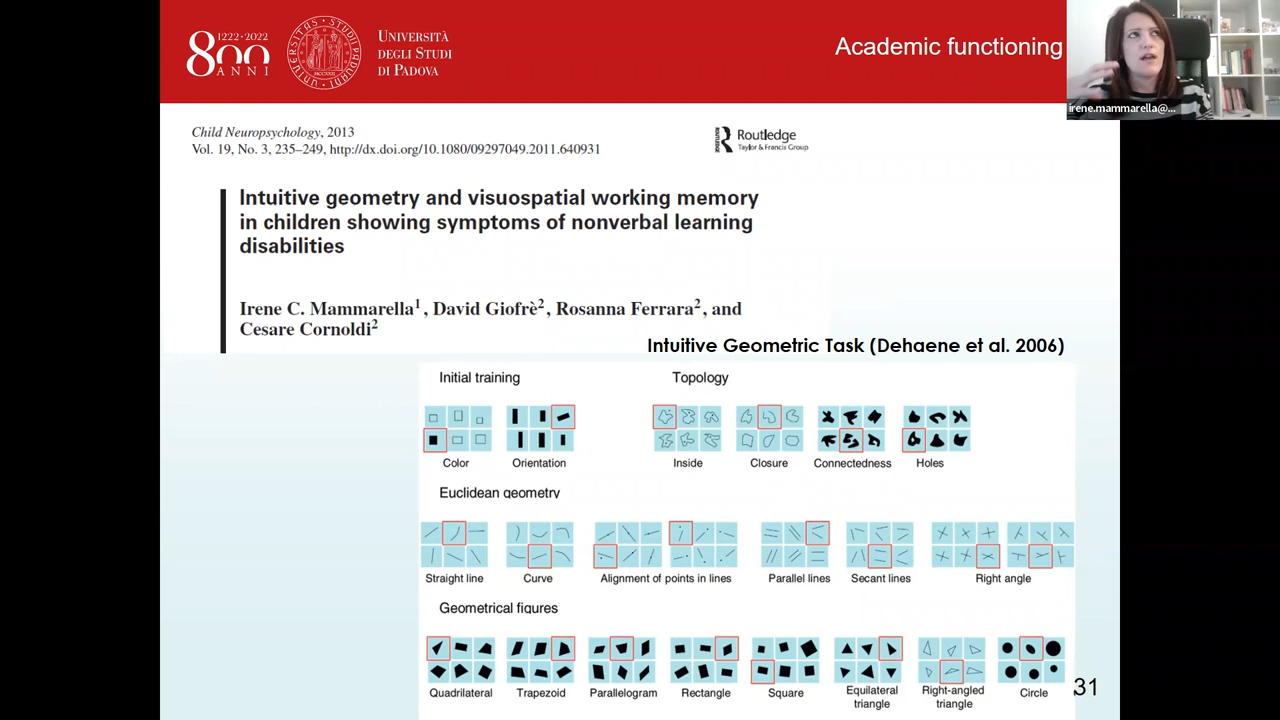 1222·2022
800
ANNI
UNIVERSITÀ
DEGLI STUDI
DI PADOVA
Academic functioning
irene.mammarella@...
Child Neuropsychology, 2013
Vol. 19, No. 3, 235–249, http://dx.doi.org/10.1080/09297049.2011.640931
Routledge
Taylor & Francis Group
Intuitive geometry and visuospatial working memory
in children showing symptoms of nonverbal learning
disabilities
Irene C. Mammarella1, David Giofrè2, Rosanna Ferrara2, and
Cesare Cornoldi2
Intuitive Geometric Task (Dehaene et al. 2006)
Initial training
Topology
Color
Orientation
Inside
Closure
Connectedness
Holes
Euclidean geometry
Straight line
Curve
Alignment of points in lines
Parallel lines
Secant lines
Right angle
Geometrical figures
Quadrilateral
Trapezoid
Parallelogram
Rectangle
Square
Equilateral
triangle
Right-angled
triangle
Circle
31